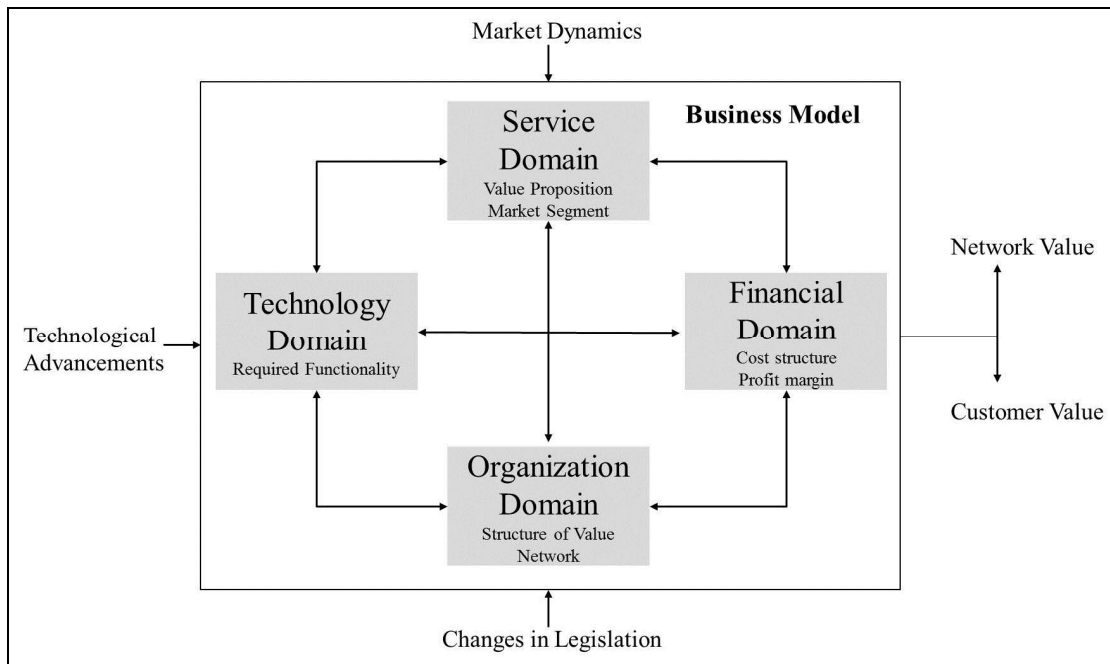 Market Dynamics
Business Model
Service
Domain
Value Proposition
Market Segment
Technology
Domain
Required Functionality
Financial
Domain
Cost structure
Profit margin
Network Value
Technological
Advancements
Customer Value
Organization
Domain
Structure of Value
Network
Changes in Legislation